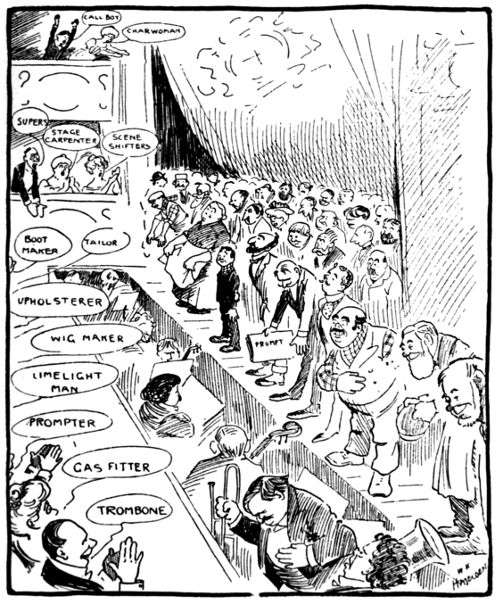 CALL BOY
CHARWOMAN
SUPERS
STAGE
CARPENTER
SCENE
SHIFTERS
BOOT
MAKER
TAILOR
UPHOLSTERER
WIG MAKER
LIMELIGHT
MAN
PROMPTER
GAS FITTER
TROMBONE
PROMPT
W K
HASELDEN